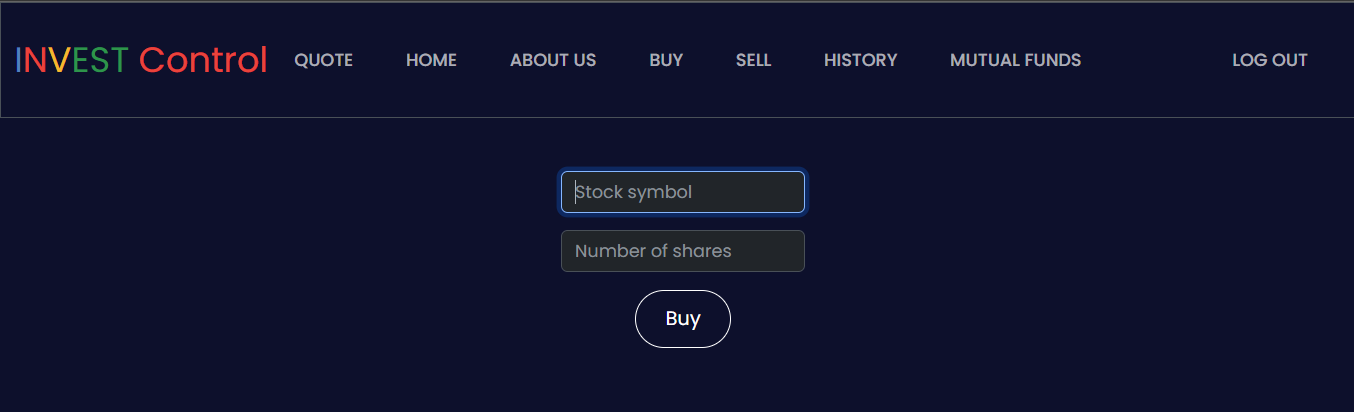 INVEST Control QUOTE HOME ABOUT US BUY SELL HISTORY MUTUAL FUNDS LOG OUT
Stock symbol
Number of shares
Buy